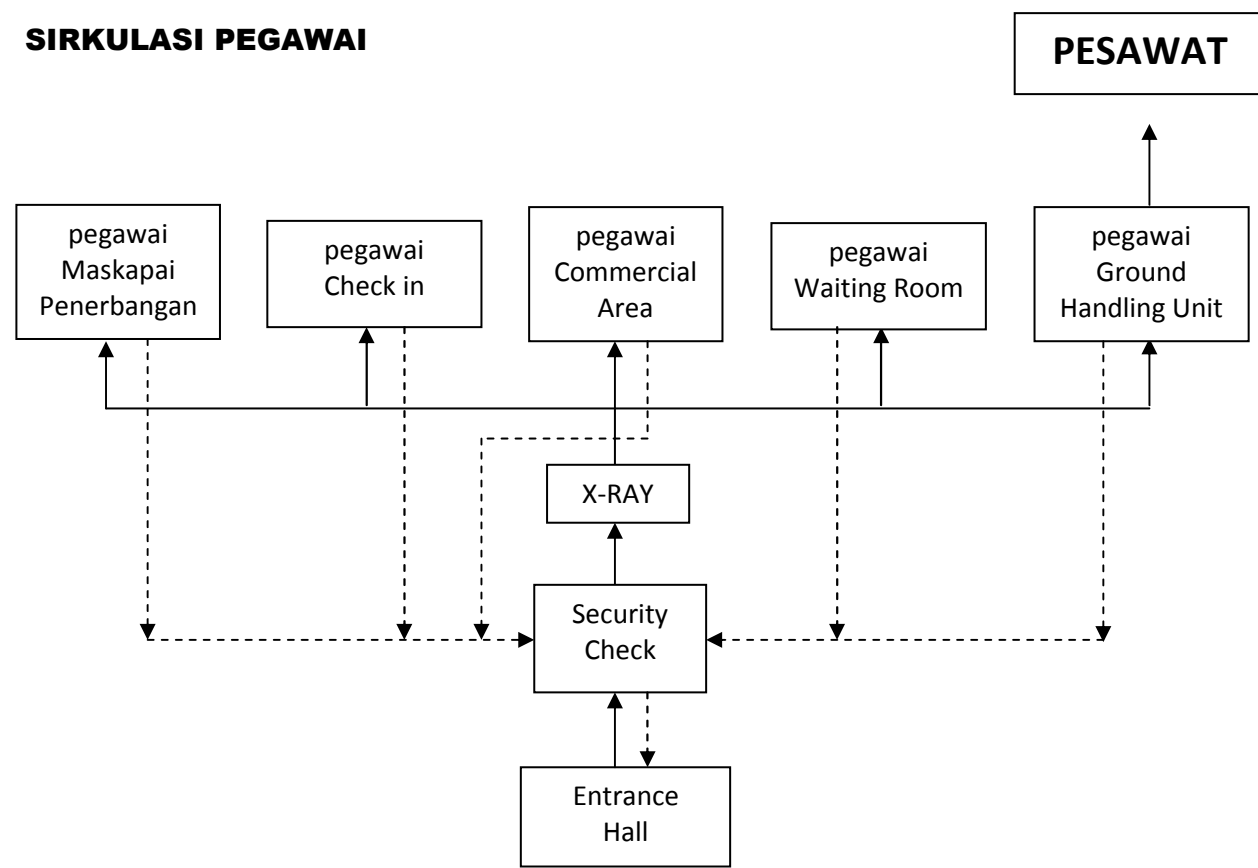 SIRKULASI PEGAWAI
PESAWAT
pegawai
Maskapai
Penerbangan
pegawai
Check in
pegawai
Commercial
Area
pegawai
Waiting Room
pegawai
Ground
Handling Unit
X-RAY
Security
Check
Entrance
Hall